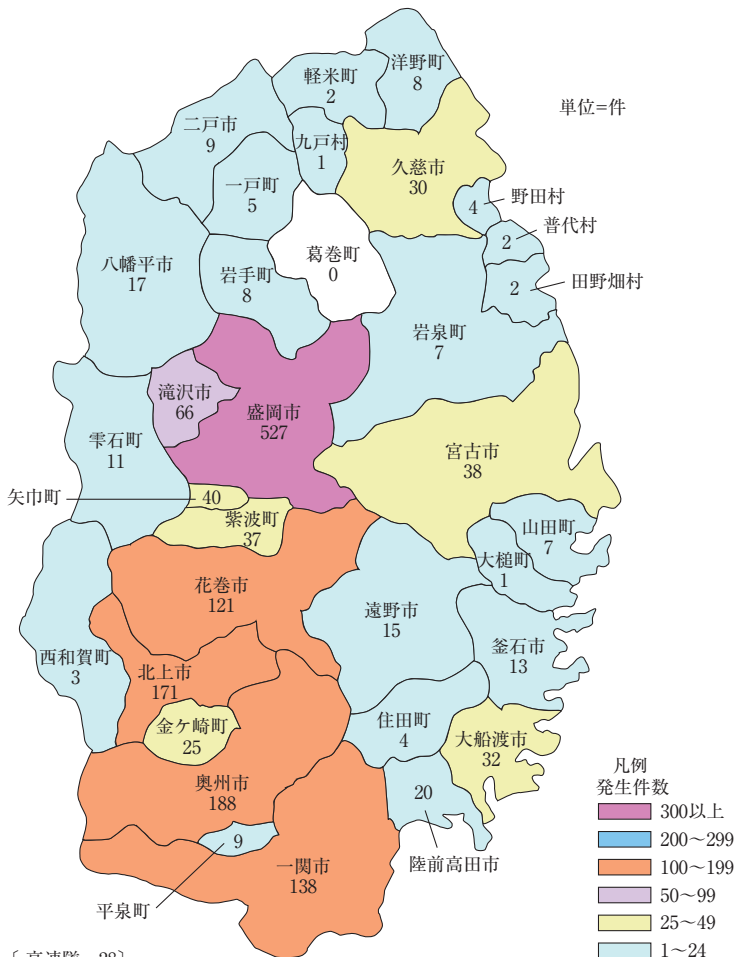 洋野町
8
軽米町
2
単位=件
二戸市
9
九戸村
1
久慈市
30
一戸町
5
野田村
4
普代村
2
葛巻町
0
八幡平市
17
岩手町
8
田野畑村
2
岩泉町
7
滝沢市
66
盛岡市
527
雫石町
11
宮古市
38
矢巾町
40
紫波町
37
山田町
7
大槌町
1
花巻市
121
遠野市
15
釜石市
13
西和賀町
3
北上市
171
金ケ崎町
25
住田町
4
大船渡市
32
奥州市
188
20
陸前高田市
9
平泉町
一関市
138
凡例
発生件数
300以上
200～299
100～199
50～99
25～49
1～24